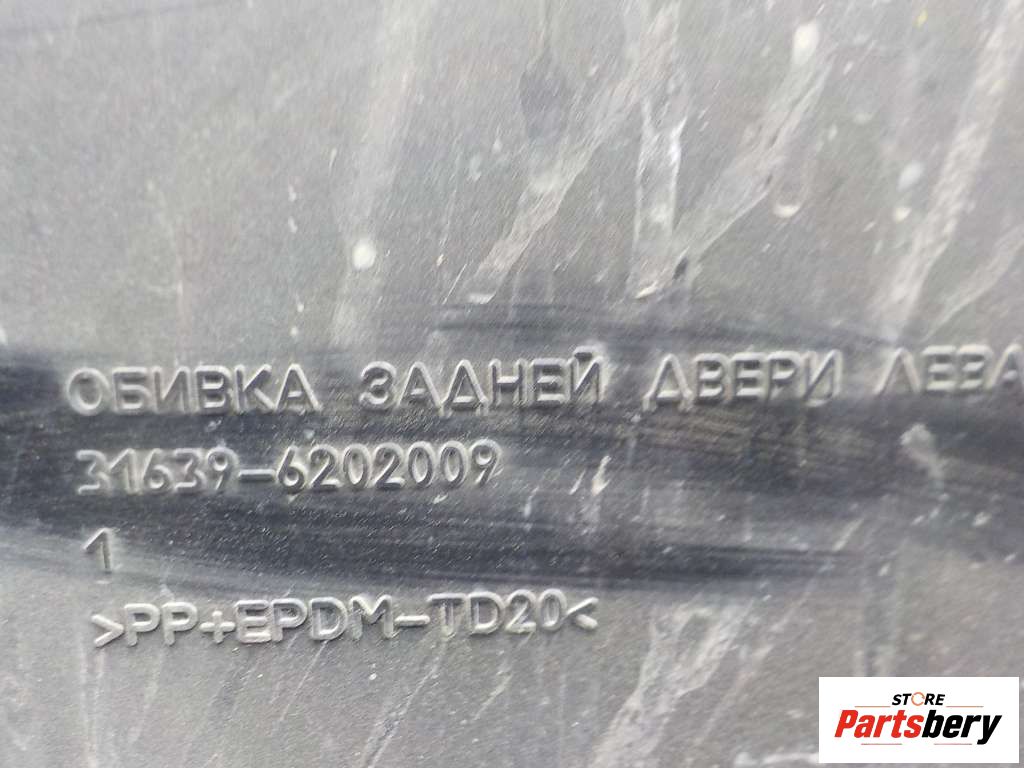 ОБИВКА ЗАДНЕЙ ДВЕРИ ЛЕВА
31639-6202009
1
>PP+EPDM-TD20<
STORE
Partsbery